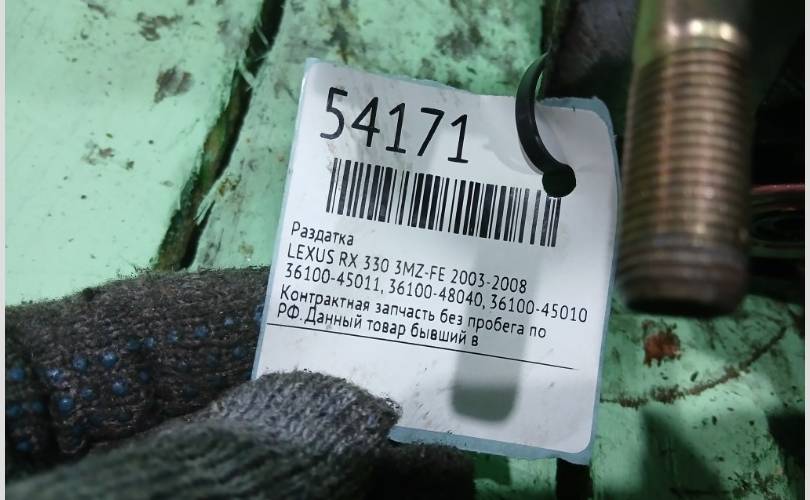 54171
Раздатка
LEXUS RX 330 3MZ-FE 2003-2008
36100-45011, 36100-48040, 36100-45010
Контрактная запчасть без пробега по
РФ. Данный товар бывший в